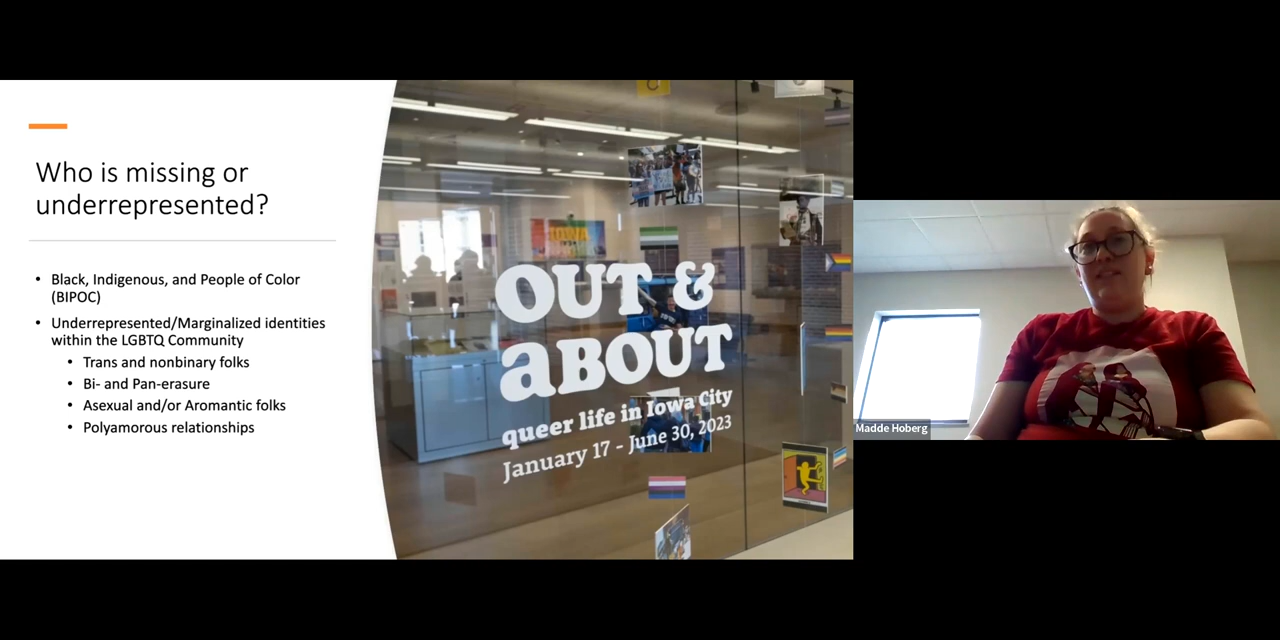 Who is missing or
underrepresented?
• Black, Indigenous, and People of Color
(BIPOC)
• Underrepresented/Marginalized identities
within the LGBTQ Community
• Trans and nonbinary folks
• Bi- and Pan-erasure
• Asexual and/or Aromantic folks
• Polyamorous relationships
IOWA
OUT &
aBOUT
queer life in Iowa City
January 17 - June 30, 2023
Madde Hoberg